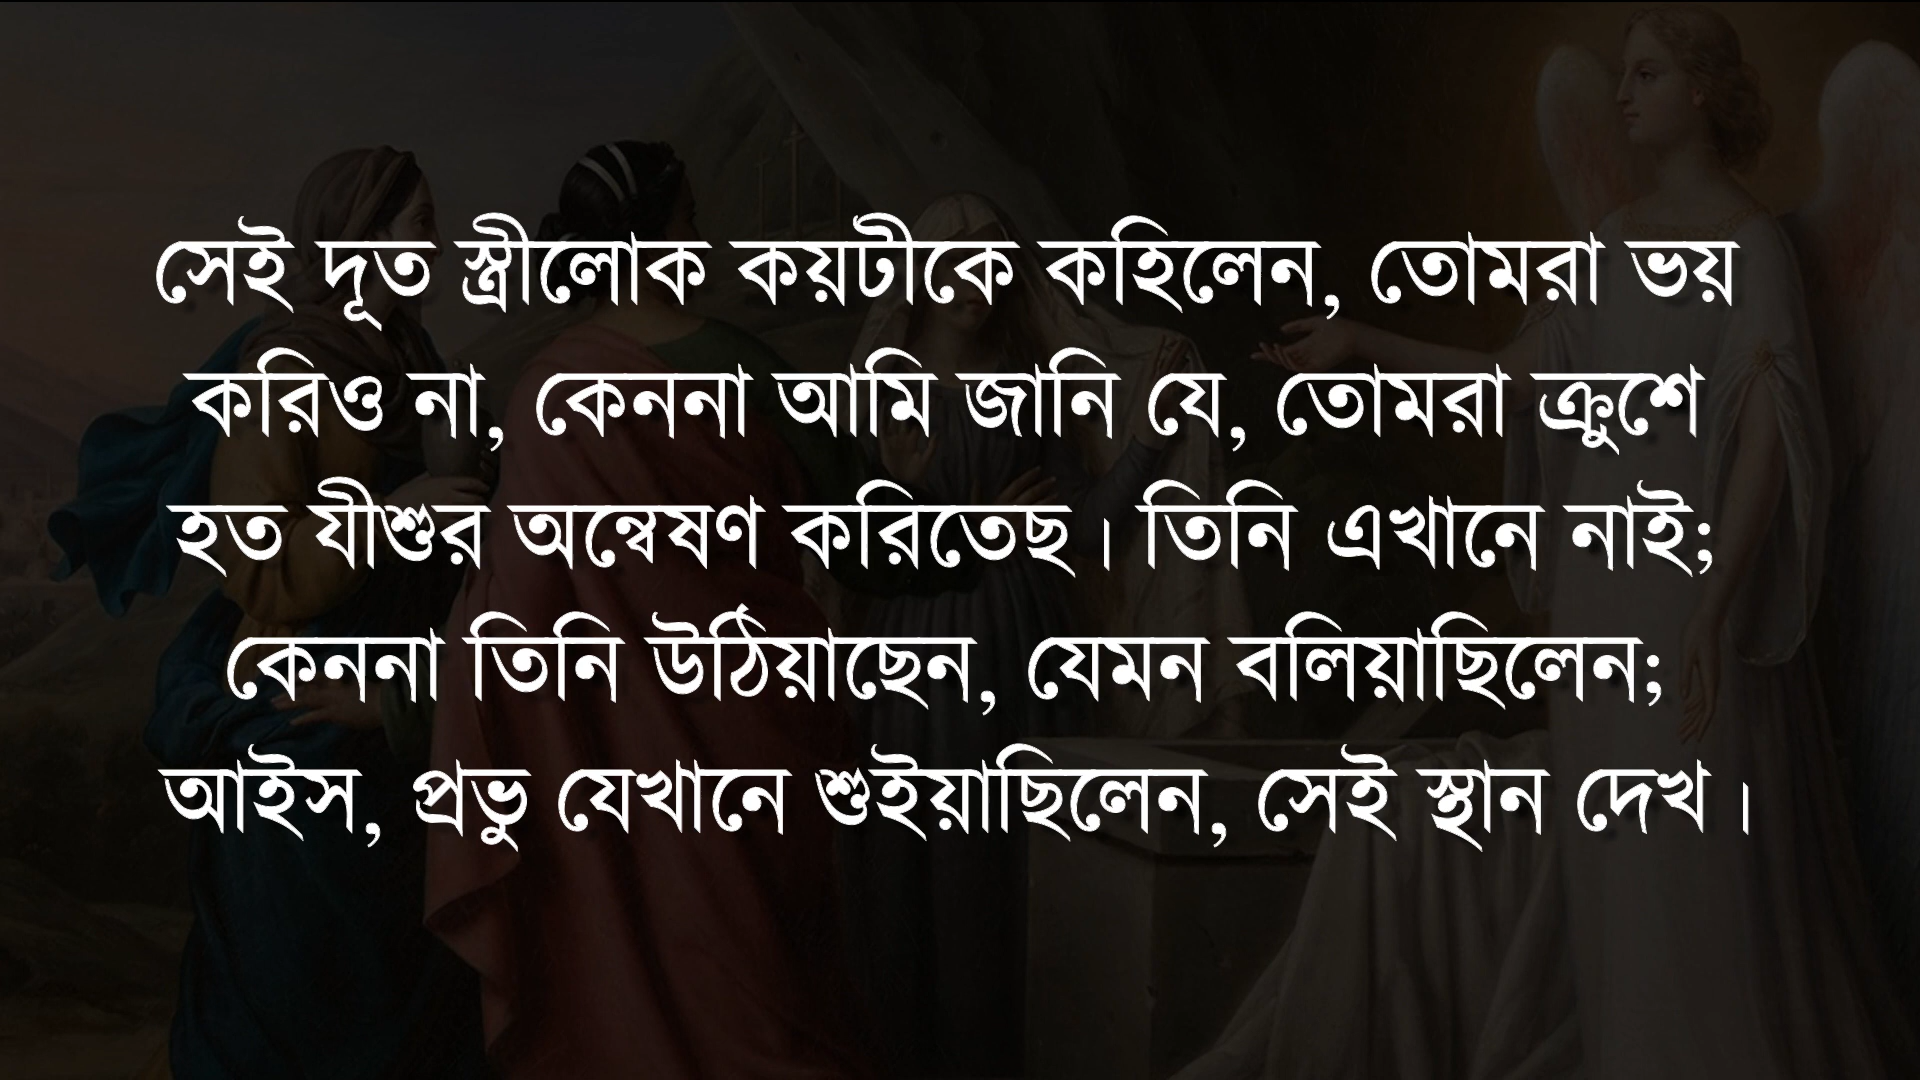 সেই দূত স্ত্রীলোক কয়টীকে কহিলেন, তোমরা ভয়
করিও না, কেননা আমি জানি যে, তোমরা ক্রুশে
হত যীশুর অন্বেষণ করিতেছ। তিনি এখানে নাই;
কেননা তিনি উঠিয়াছেন, যেমন বলিয়াছিলেন;
আইস, প্রভু যেখানে শুইয়াছিলেন, সেই স্থান দেখ।